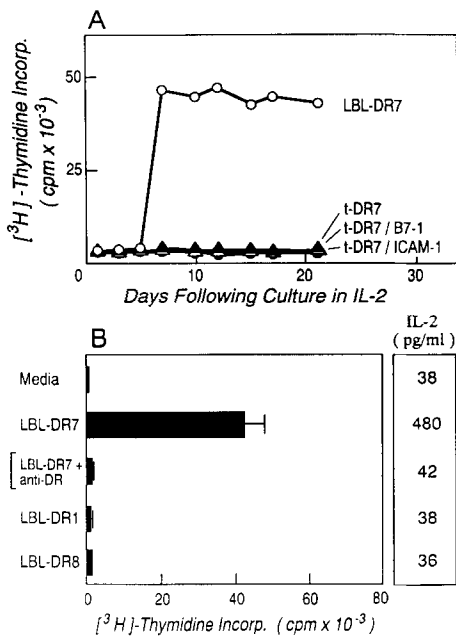 A
[³H]-Thymidine Incorp.
(cpm x 10⁻³)
50
25
0
10
20
30
LBL-DR7
t-DR7
t-DR7 / B7-1
t-DR7 / ICAM-1
Days Following Culture in IL-2
B
IL-2
(pg/ml)
Media
38
LBL-DR7
480
LBL-DR7 +
anti-DR
42
LBL-DR1
38
LBL-DR8
36
0
20
40
60
80
[³H]-Thymidine Incorp. (cpm x 10⁻³)